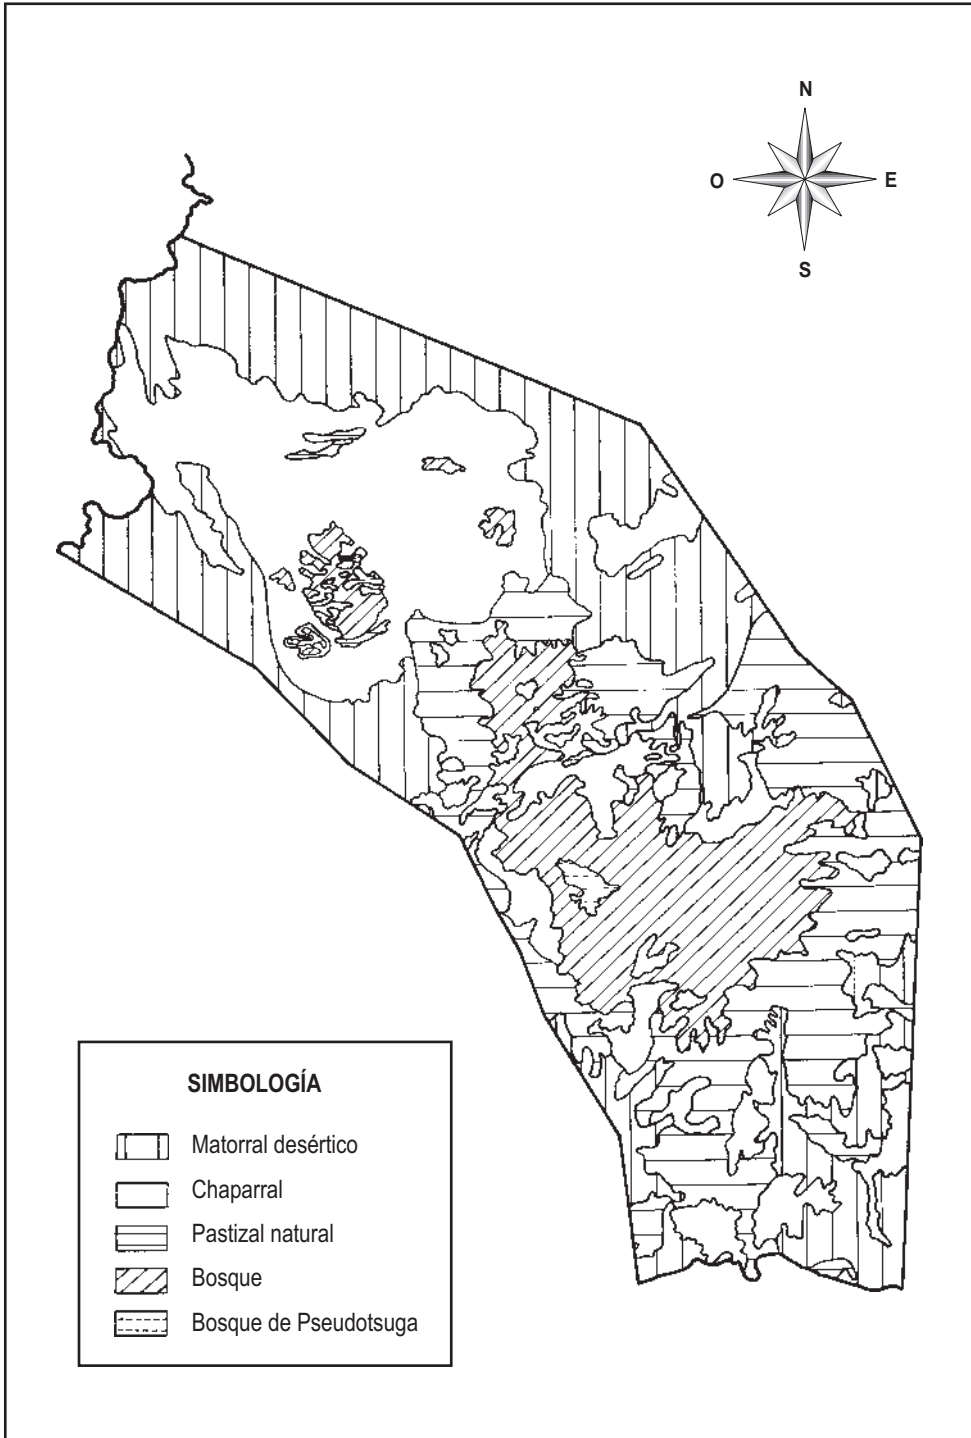 N
O
E
S
SIMBOLOGÍA
Matorral desértico
Chaparral
Pastizal natural
Bosque
Bosque de Pseudotsuga